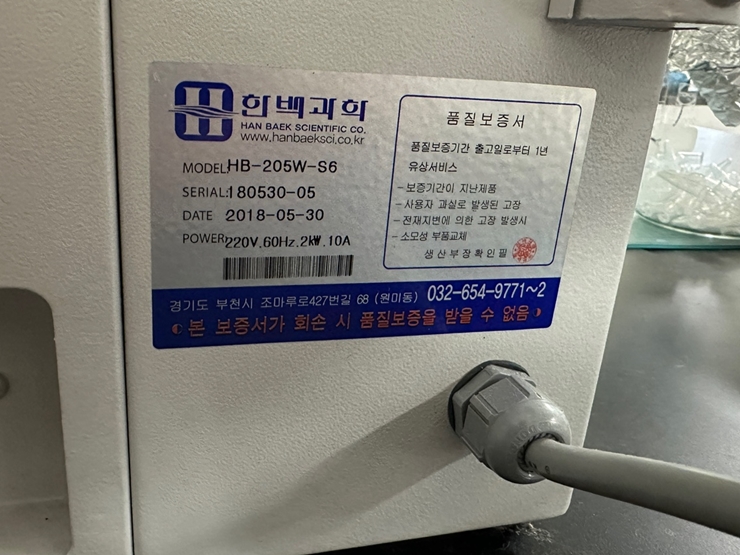 한백과학
HAN BAEK SCIENTIFIC CO.
www.hanbaeksci.co.kr
MODEL: HB-205W-S6
SERIAL: 180530-05
DATE 2018-05-30
POWER: 220V.60Hz.2kW.10A
품질보증서
품질보증기간 출고일로부터 1년
유상서비스
- 보증기간이 지난제품
- 사용자 과실로 발생된 고장
- 전재지변에 의한 고장 발생시
- 소모성 부품교체
생산부장확인필
경기도 부천시 조마루로427번길 68 (원미동) 032-654-9771~2
본 보증서가 회손 시 품질보증을 받을 수 없음